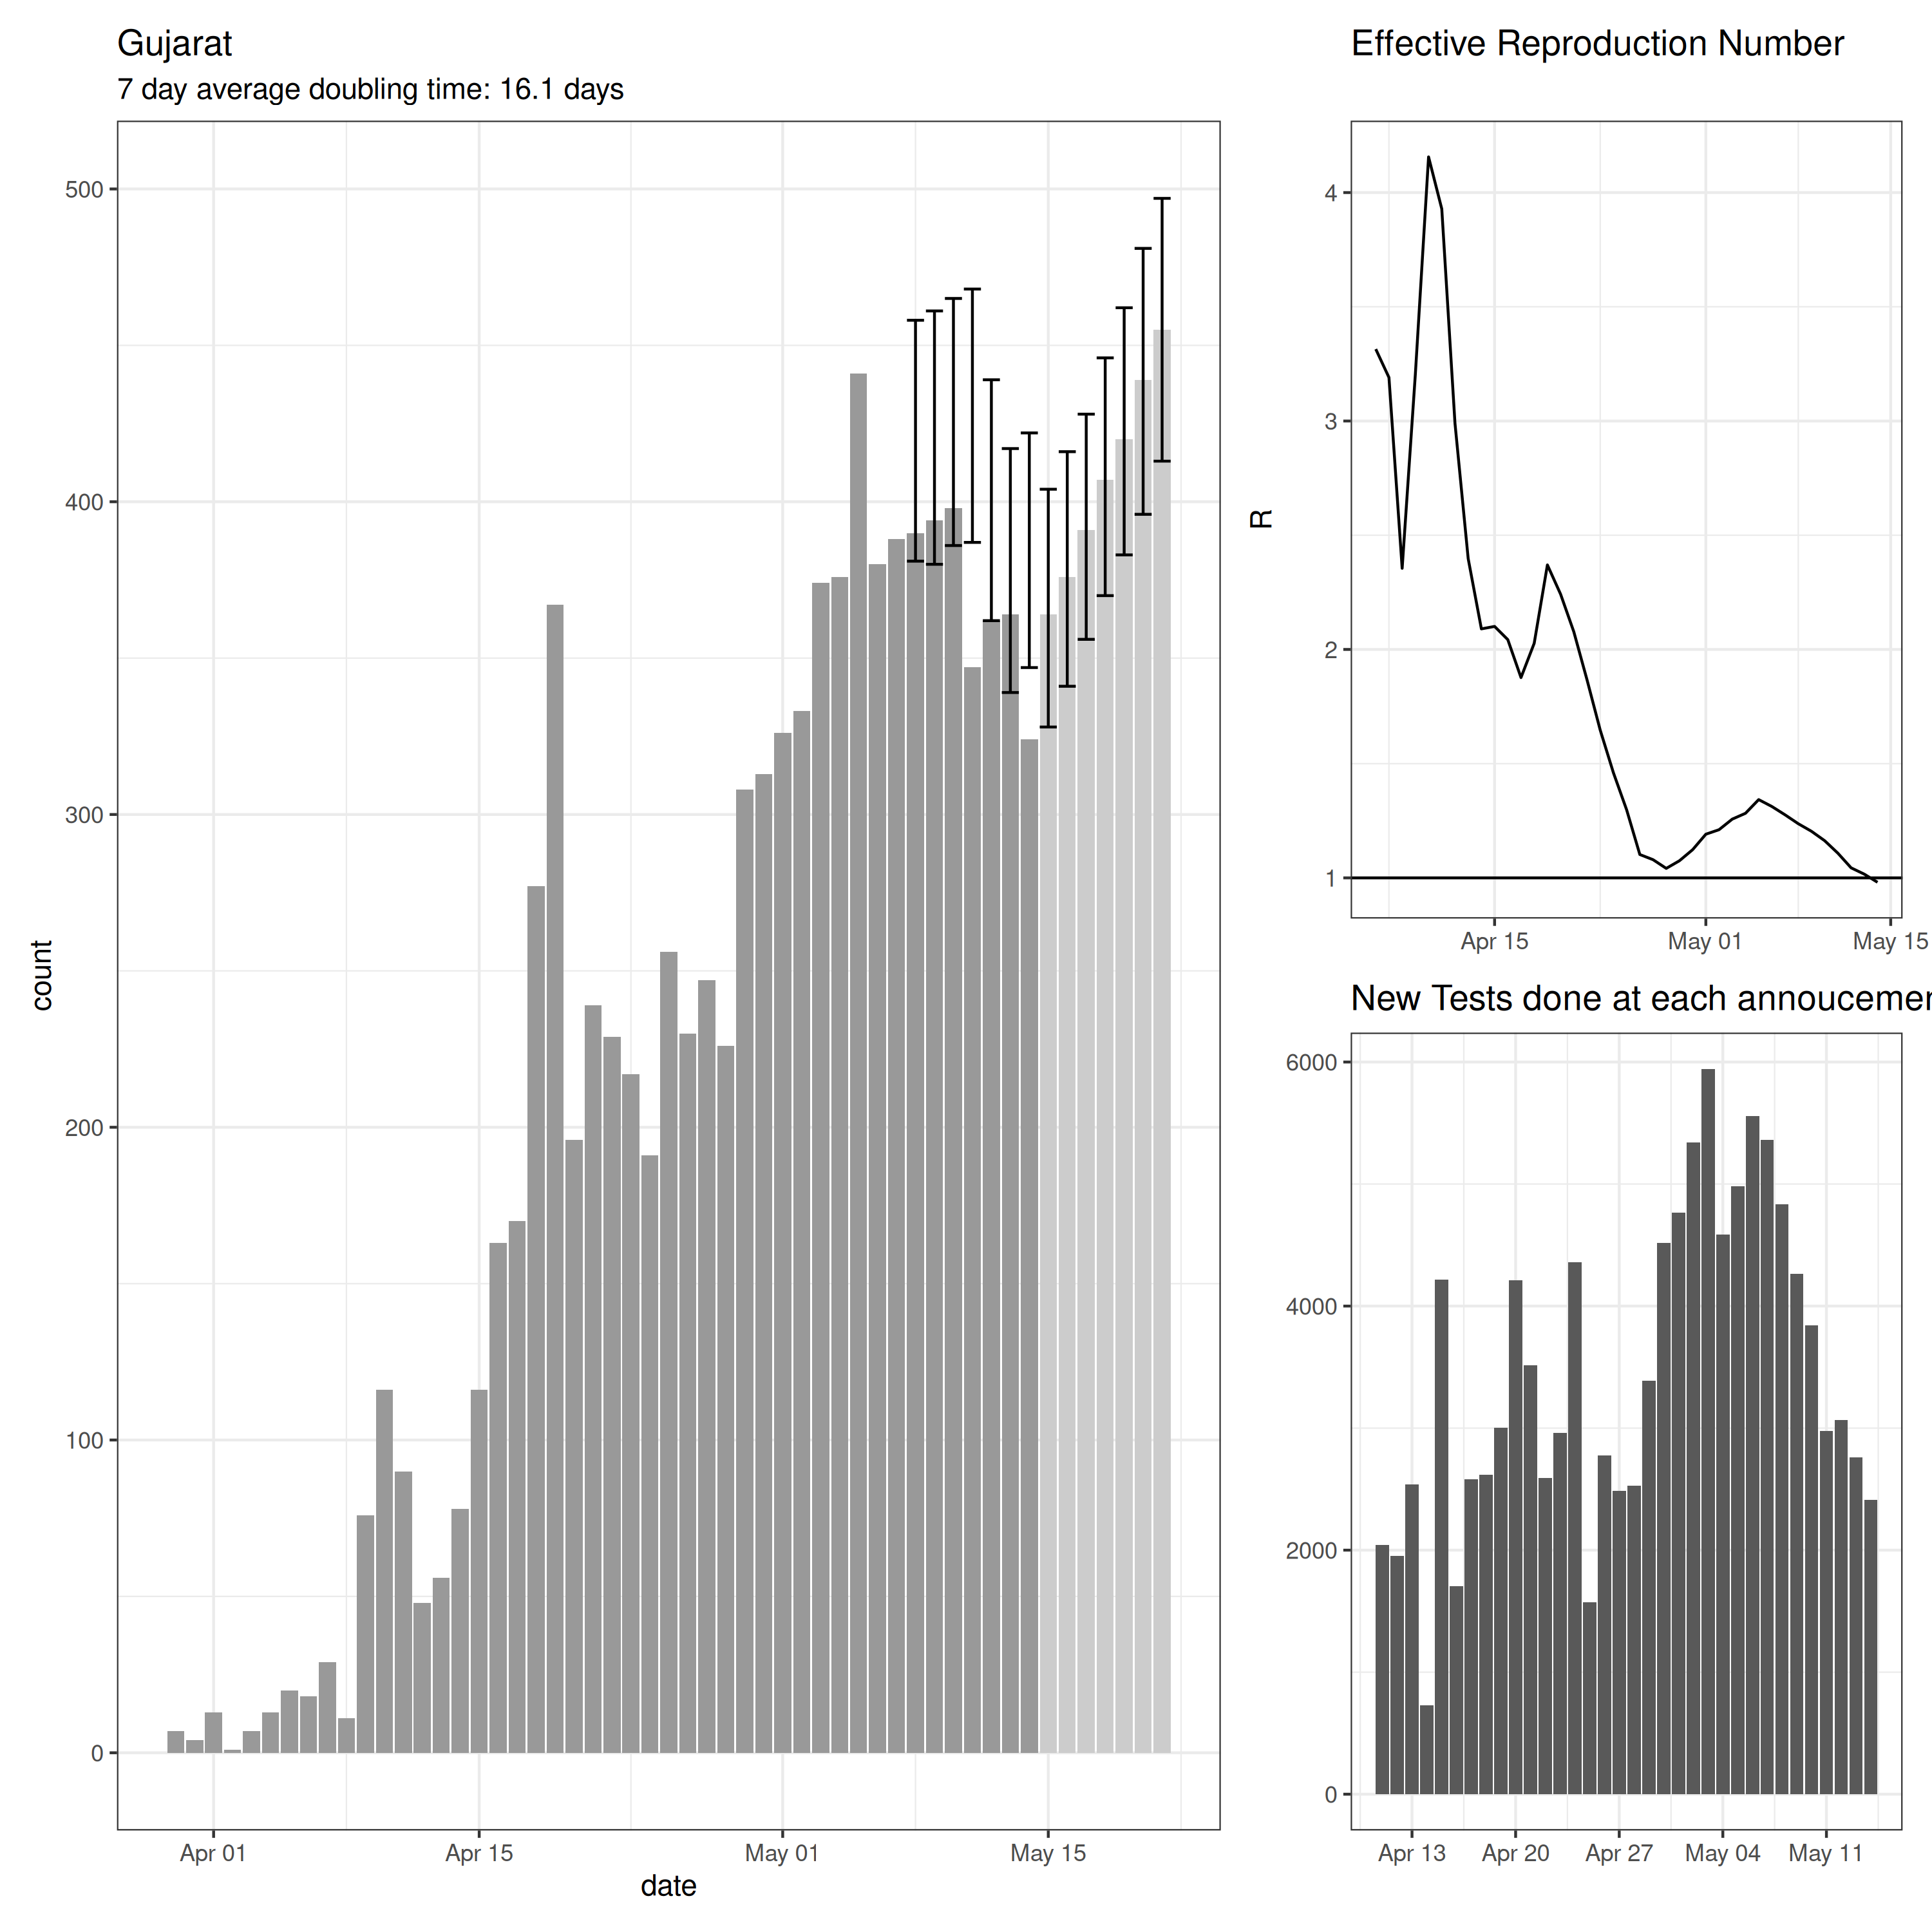 Gujarat
7 day average doubling time: 16.1 days
500
400
300
200
100
0
count
Apr 01 Apr 15 May 01 May 15
date
Effective Reproduction Number
4
3
2
1
R
Apr 15 May 01 May 15
New Tests done at each annoucemen
6000
4000
2000
0
Apr 13 Apr 20 Apr 27 May 04 May 11